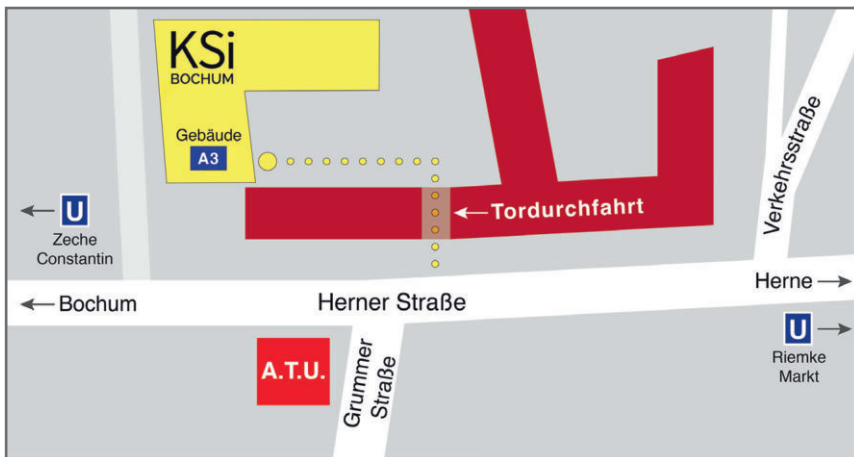 KSi
BOCHUM
Gebäude
A3
Tordurchfahrt
Verkehrsstraße
U
Zeche
Constantin
Bochum
Herner Straße
Herne
U
Riemke
Markt
A.T.U.
Grummer
Straße